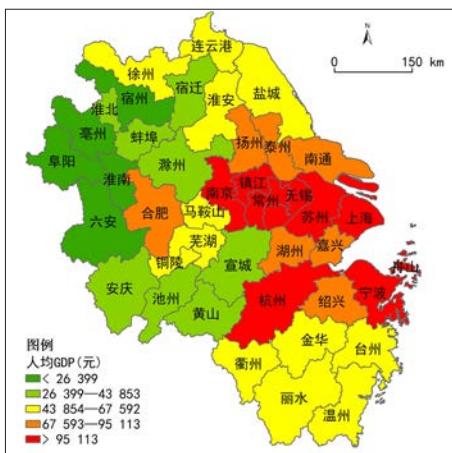 N
0 150 km
连云港
徐州
宿迁
淮北
宿州
淮安
盐城
亳州
蚌埠
扬州
泰州
阜阳
淮南
滁州
南通
南京
镇江
常州
无锡
六安
合肥
马鞍山
苏州
上海
芜湖
铜陵
宣城
湖州
嘉兴
舟山
安庆
池州
黄山
杭州
绍兴
宁波
金华
台州
衢州
丽水
温州
图例
人均GDP(元)
< 26 399
26 399—43 853
43 854—67 592
67 593—95 113
> 95 113